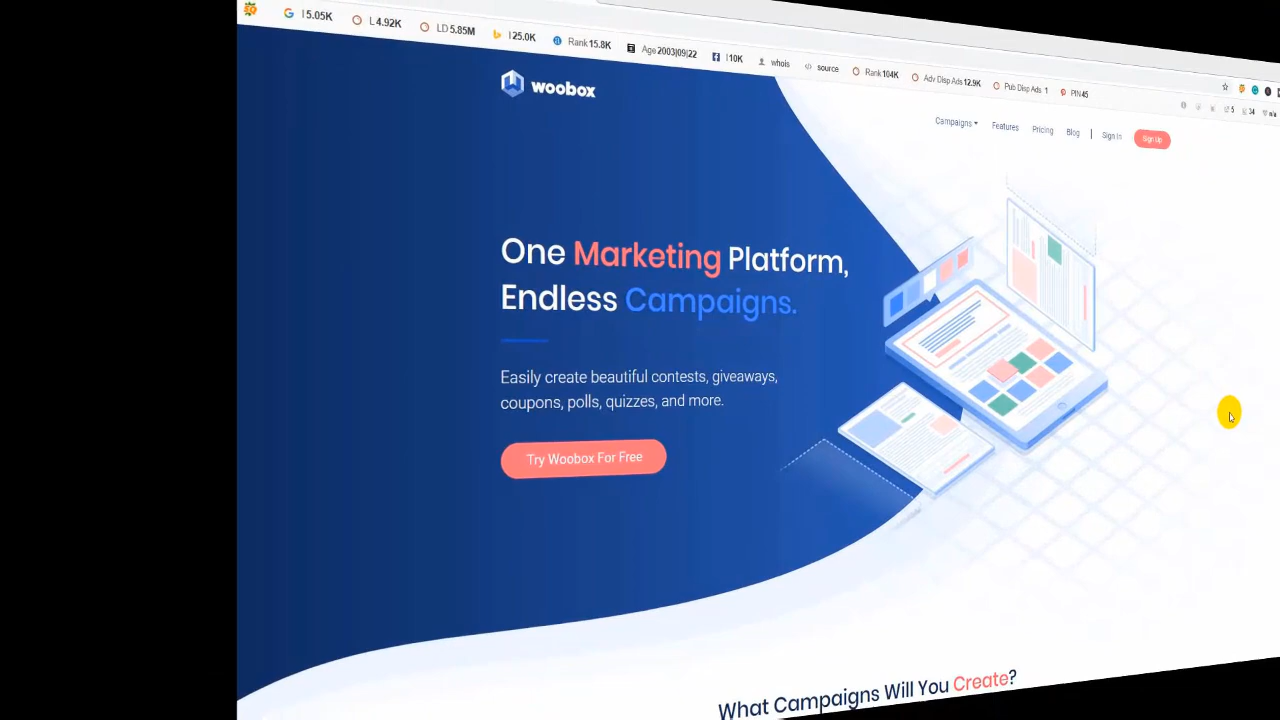 I 5.05K
L 4.92K
LD 5.85M
I 25.0K
Rank 15.8K
Age 2003|09|22
I 10K
whois
source
Rank 104K
Adv Disp Ads 12.9K
Pub Disp Ads 1
PIN 45
5
34
n/a
woobox
Campaigns
Features
Pricing
Blog
Sign In
Sign Up
One Marketing Platform,
Endless Campaigns.
Easily create beautiful contests, giveaways,
coupons, polls, quizzes, and more.
Try Woobox For Free
What Campaigns Will You Create?